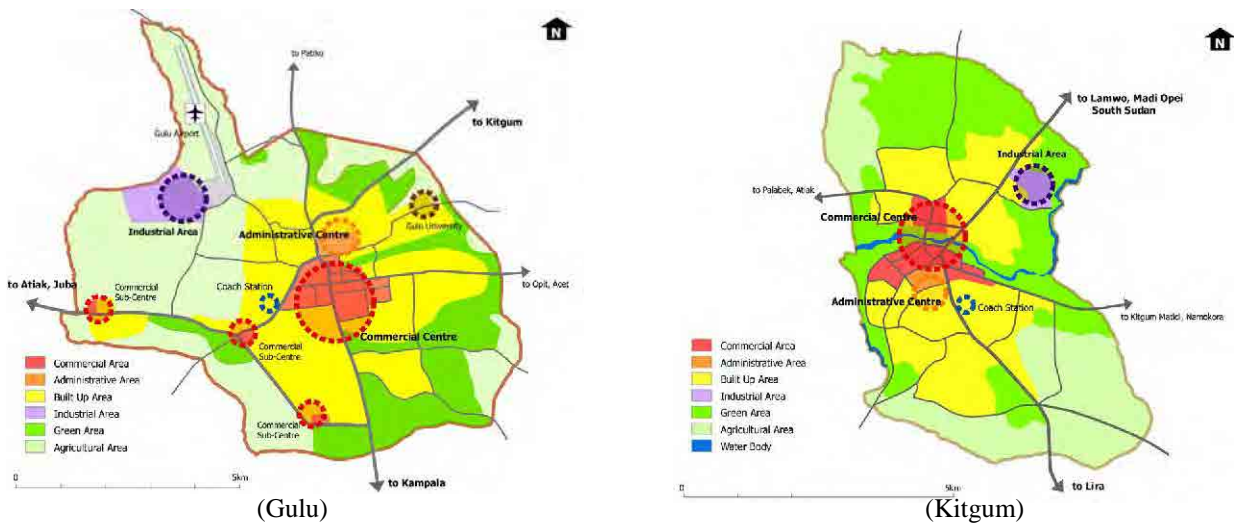 N
to Patiko
to Kitgum
Gulu Airport
Industrial Area
Administrative Centre
Gulu University
to Atiak, Juba
Commercial
Sub-Centre
Coach Station
to Opit, Acet
Commercial Centre
Commercial
Sub-Centre
Commercial
Sub-Centre
Commercial Area
Administrative Area
Built Up Area
Industrial Area
Green Area
Agricultural Area
0
5km
to Kampala
(Gulu)
N
to Lamwo, Madi Opei
South Sudan
Industrial Area
to Palabek, Atiak
Commercial Centre
Administrative Centre
Coach Station
to Kitgum Matidi, Namokora
Commercial Area
Administrative Area
Built Up Area
Industrial Area
Green Area
Agricultural Area
Water Body
0
5km
to Lira
(Kitgum)